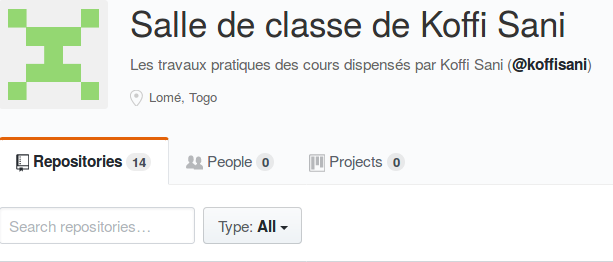 Salle de classe de Koffi Sani
Les travaux pratiques des cours dispensés par Koffi Sani (@koffisani)
Lomé, Togo
Repositories 14 People 0 Projects 0
Search repositories… Type: All